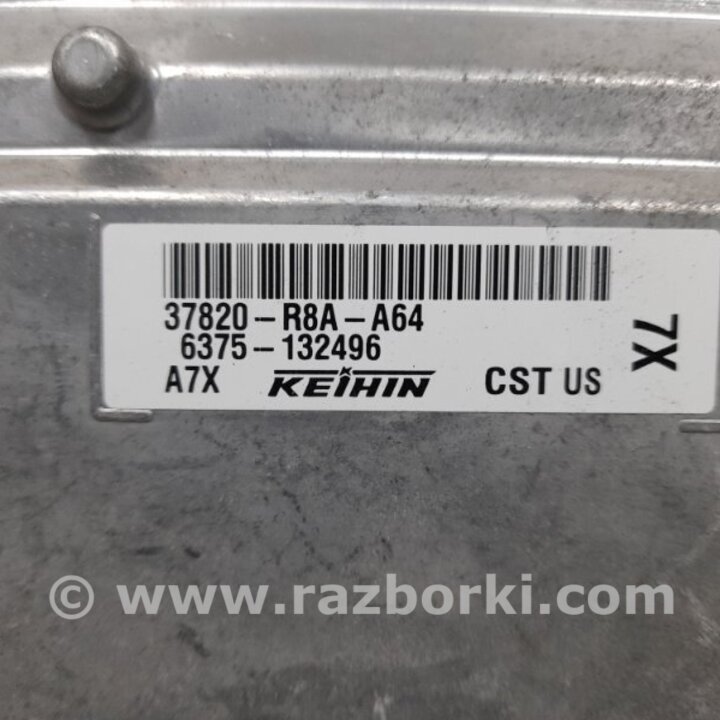 37820-R8A-A64
6375-132496
A7X KEIHIN CST US
7X
© www.razborki.com